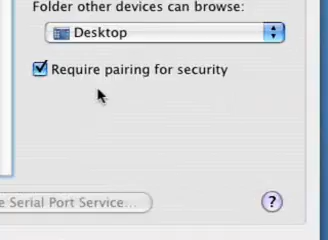 Folder other devices can browse:
Desktop
Require pairing for security
Serial Port Service...
?